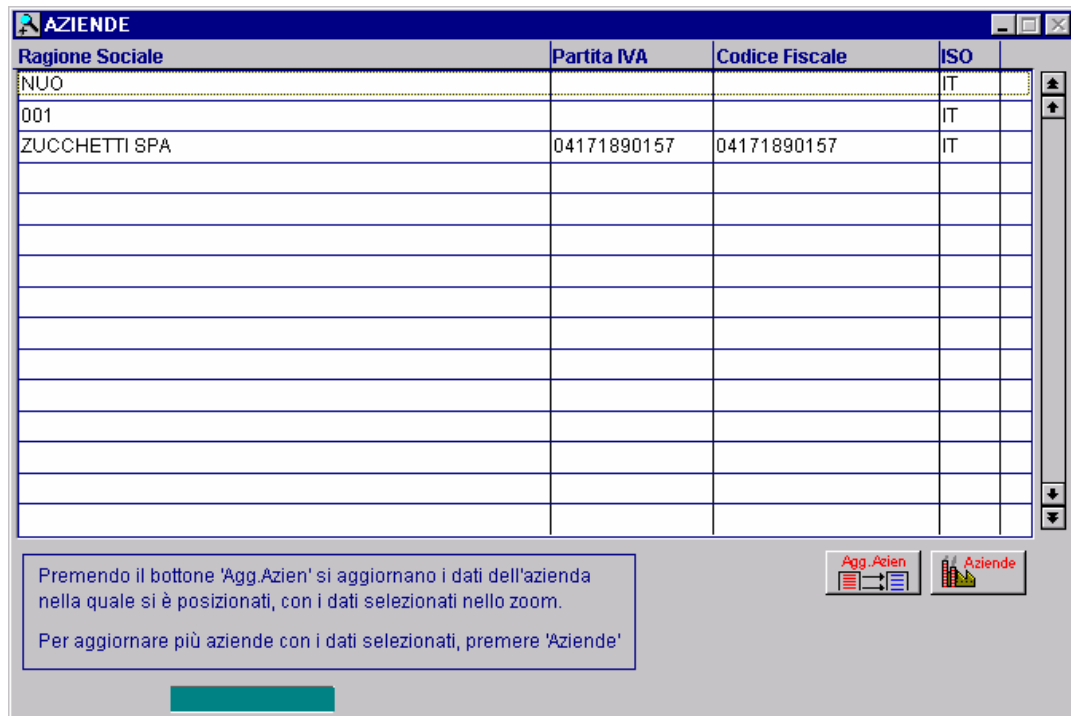 AZIENDE
Ragione Sociale Partita IVA Codice Fiscale ISO
NUO IT
001 IT
ZUCCHETTI SPA 04171890157 04171890157 IT
Agg.Azien Aziende
Premendo il bottone 'Agg.Azien' si aggiornano i dati dell'azienda
nella quale si è posizionati, con i dati selezionati nello zoom.
Per aggiornare più aziende con i dati selezionati, premere 'Aziende'